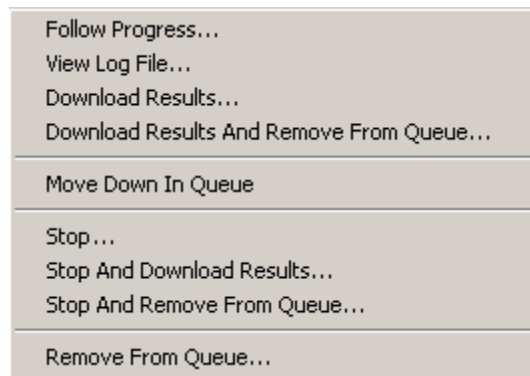 Follow Progress...
View Log File...
Download Results...
Download Results And Remove From Queue...
Move Down In Queue
Stop...
Stop And Download Results...
Stop And Remove From Queue...
Remove From Queue...